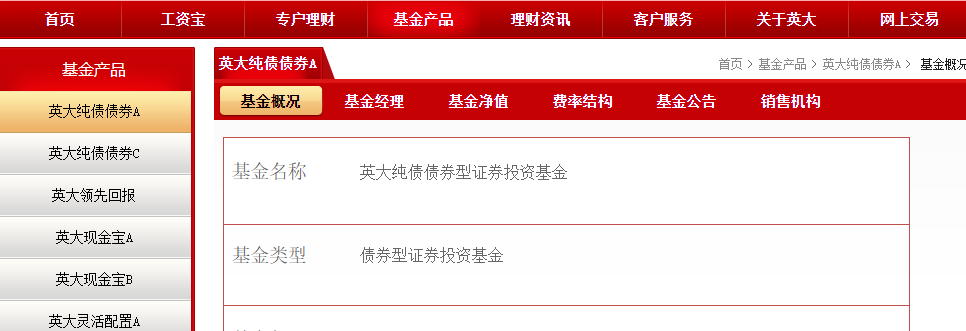 首页 工资宝 专户理财 基金产品 理财资讯 客户服务 关于英大 网上交易
基金产品
英大纯债债券A
英大纯债债券C
英大领先回报
英大现金宝A
英大现金宝B
英大灵活配置A
英大纯债债券A
首页 > 基金产品 > 英大纯债债券A > 基金概况
基金概况 基金经理 基金净值 费率结构 基金公告 销售机构
基金名称 英大纯债债券型证券投资基金
基金类型 债券型证券投资基金